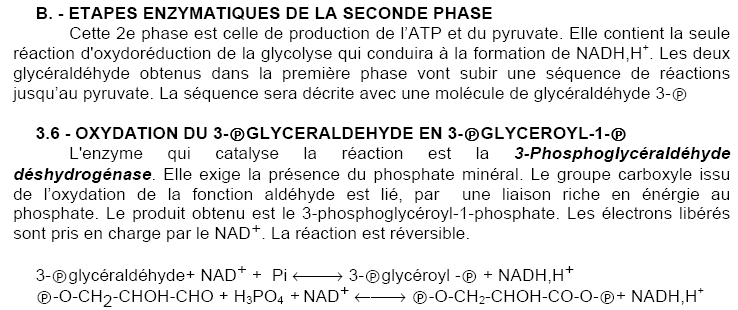 B. - ETAPES ENZYMATIQUES DE LA SECONDE PHASE
Cette 2e phase est celle de production de l'ATP et du pyruvate. Elle contient la seule
réaction d'oxydoréduction de la glycolyse qui conduira à la formation de NADH,H⁺. Les deux
glycéraldéhyde obtenus dans la première phase vont subir une séquence de réactions
jusqu'au pyruvate. La séquence sera décrite avec une molécule de glycéraldéhyde 3-Ⓟ
3.6 - OXYDATION DU 3-ⓅGLYCERALDEHYDE EN 3-ⓅGLYCEROYL-1-Ⓟ
L'enzyme qui catalyse la réaction est la 3-Phosphoglycéraldéhyde
déshydrogénase. Elle exige la présence du phosphate minéral. Le groupe carboxyle issu
de l'oxydation de la fonction aldéhyde est lié, par une liaison riche en énérgie au
phosphate. Le produit obtenu est le 3-phosphoglycéroyl-1-phosphate. Les électrons libérés
sont pris en charge par le NAD⁺. La réaction est réversible.
3-Ⓟglycéraldéhyde+ NAD⁺ + Pi ⟷ 3-Ⓟglycéroyl -Ⓟ + NADH,H⁺
Ⓟ-O-CH₂-CHOH-CHO + H₃PO₄ + NAD⁺ ⟷ Ⓟ-O-CH₂-CHOH-CO-O-Ⓟ+ NADH,H⁺